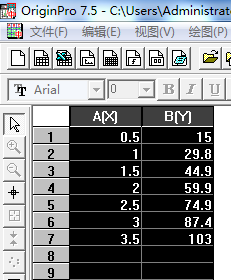 OriginPro 7.5 - C:\Users\Administrat
文件(F) 编辑(E) 视图(V) 绘图(P)
Arial 0 B I U
A(X) B(Y)
1 0.5 15
2 1 29.8
3 1.5 44.9
4 2 59.9
5 2.5 74.9
6 3 87.4
7 3.5 103
8
9